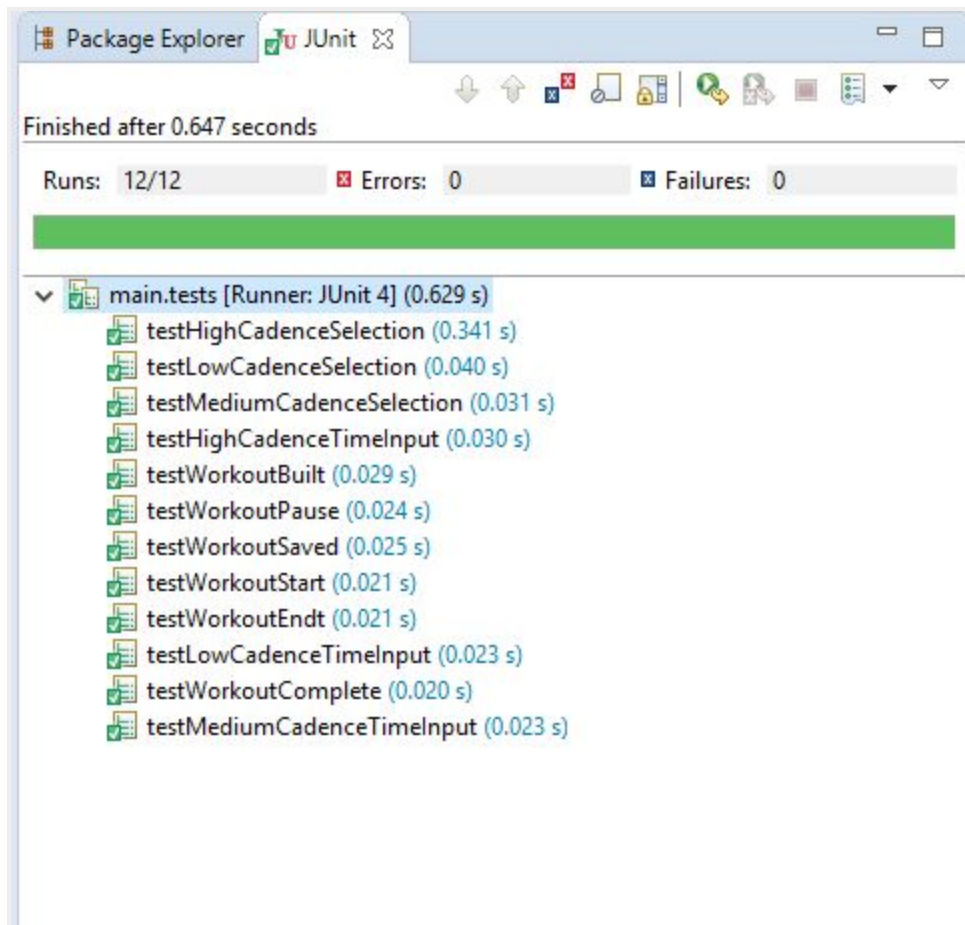 Package Explorer JUnit
Finished after 0.647 seconds
Runs: 12/12 Errors: 0 Failures: 0
main.tests [Runner: JUnit 4] (0.629 s)
testHighCadenceSelection (0.341 s)
testLowCadenceSelection (0.040 s)
testMediumCadenceSelection (0.031 s)
testHighCadenceTimeInput (0.030 s)
testWorkoutBuilt (0.029 s)
testWorkoutPause (0.024 s)
testWorkoutSaved (0.025 s)
testWorkoutStart (0.021 s)
testWorkoutEndt (0.021 s)
testLowCadenceTimeInput (0.023 s)
testWorkoutComplete (0.020 s)
testMediumCadenceTimeInput (0.023 s)